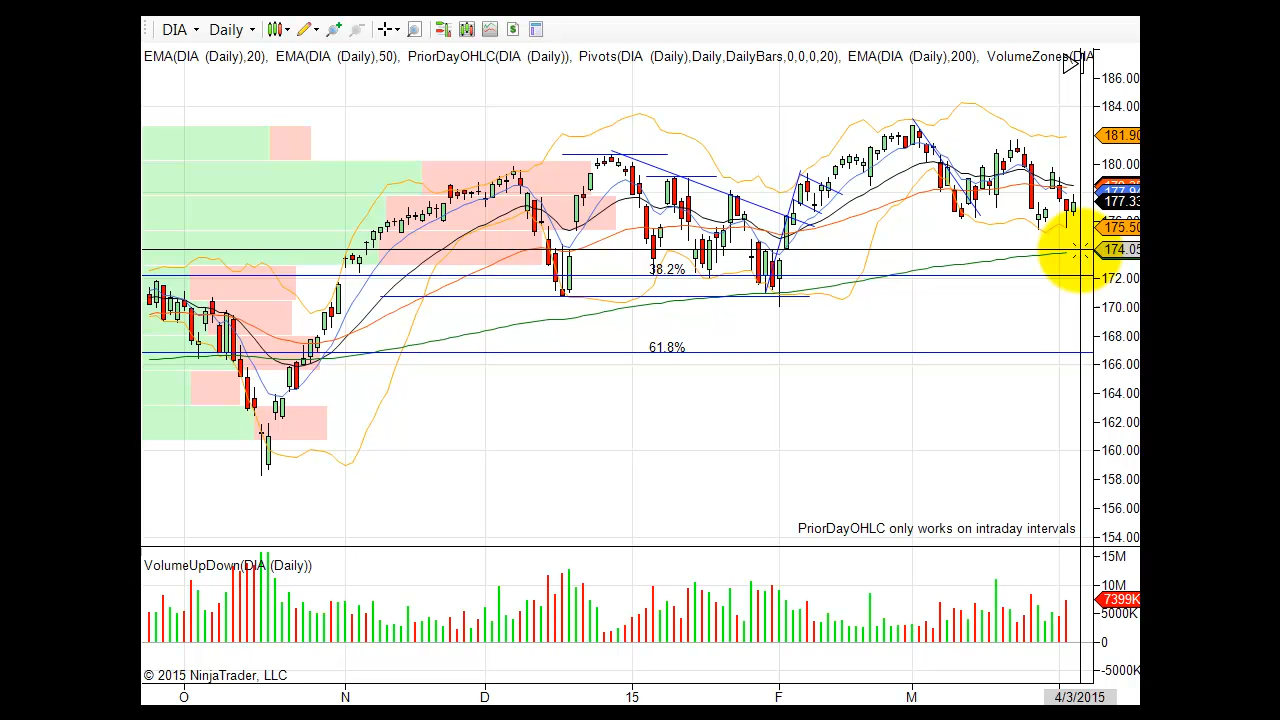 DIA Daily
EMA(DIA (Daily),20), EMA(DIA (Daily),50), PriorDayOHLC(DIA (Daily)), Pivots(DIA (Daily),Daily,DailyBars,0,0,0,20), EMA(DIA (Daily),200), VolumeZones(DIA
186.00
184.00
181.90
180.00
177.94
177.33
175.50
174.05
172.00
170.00
168.00
166.00
164.00
162.00
160.00
158.00
156.00
154.00
38.2%
61.8%
PriorDayOHLC only works on intraday intervals
VolumeUpDown(DIA (Daily))
15M
10M
7399K
5000K
0
-5000K
© 2015 NinjaTrader, LLC
O N D 15 F M 4/3/2015